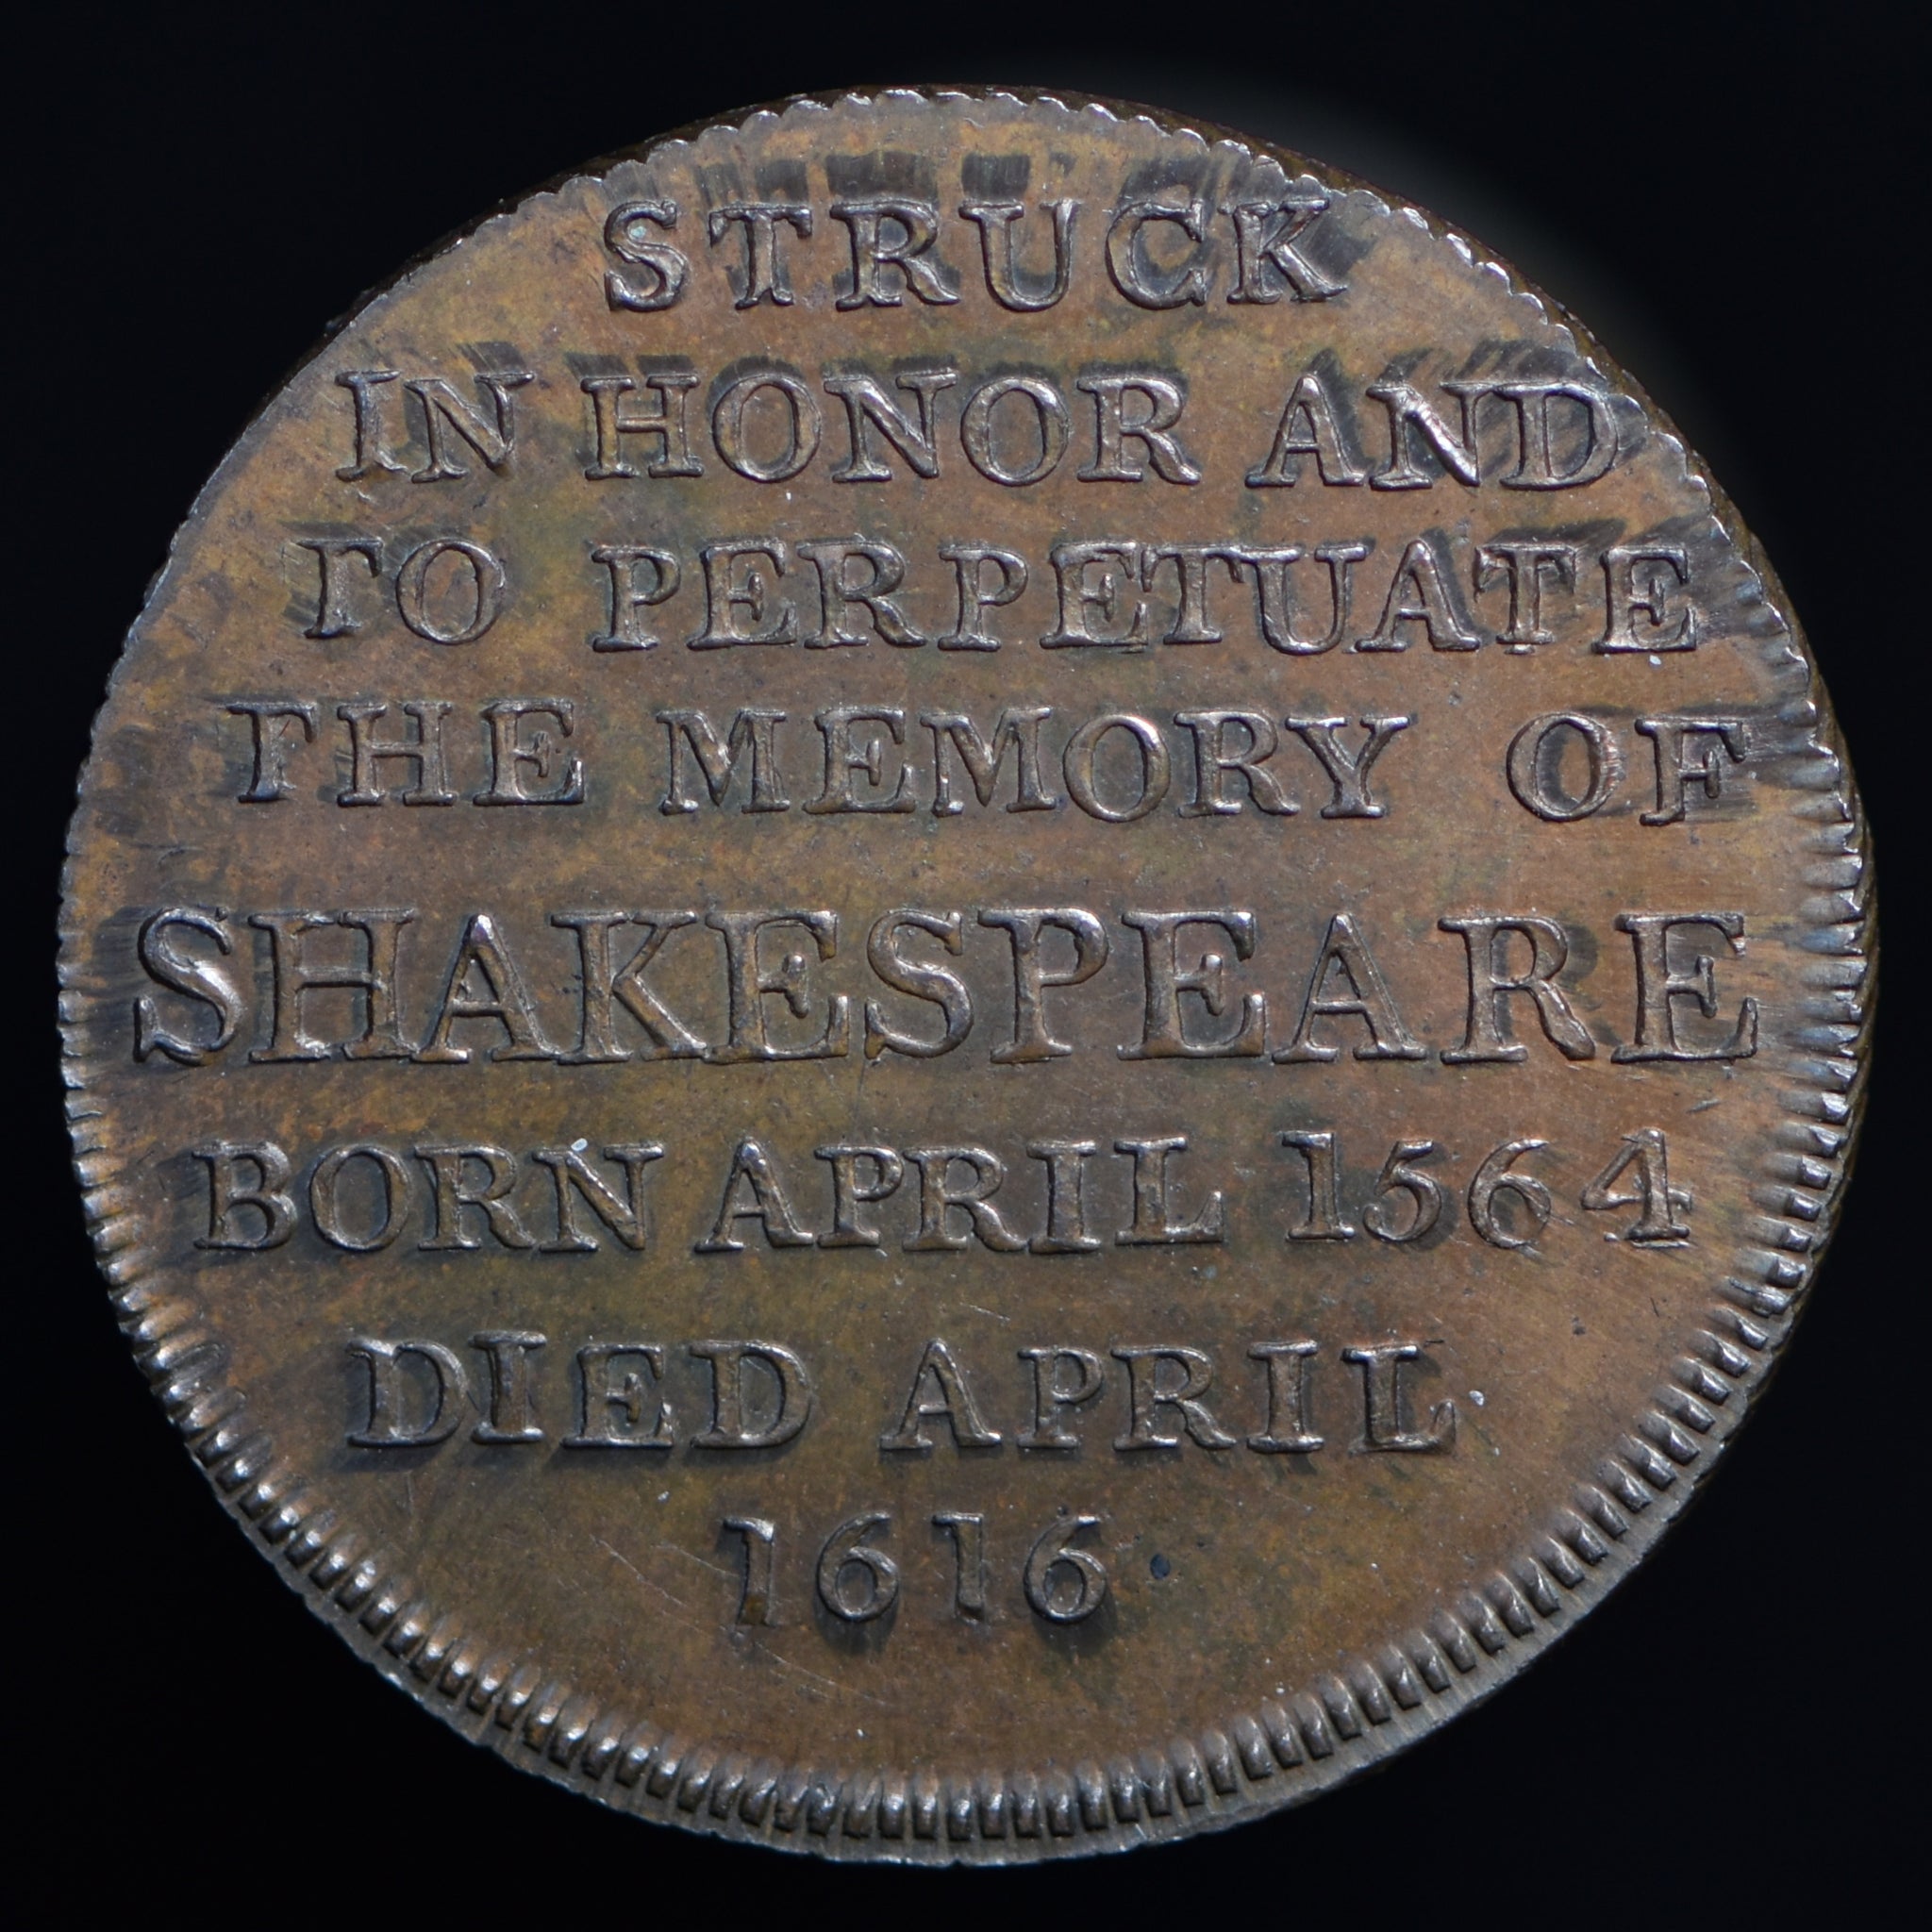 STRUCK
IN HONOR AND
TO PERPETUATE
THE MEMORY OF
SHAKESPEARE
BORN APRIL 1564
DIED APRIL
1616